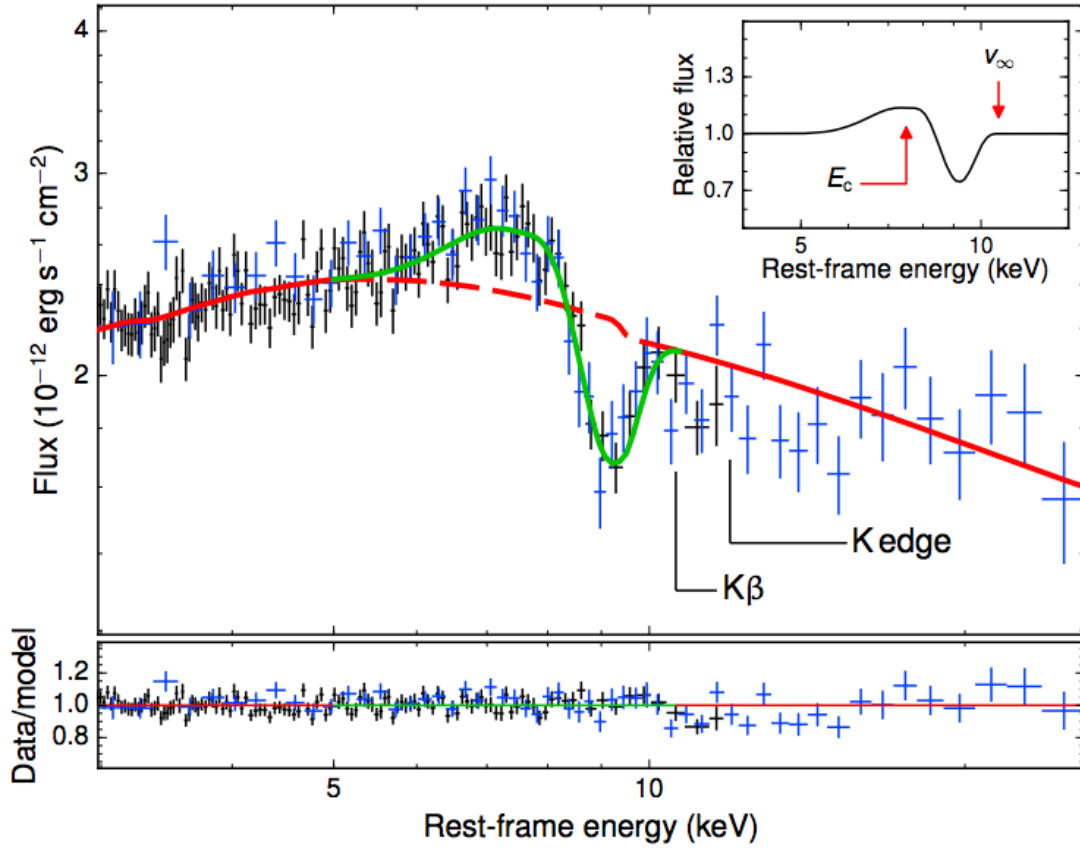 4
3
2
Flux (10⁻¹² erg s⁻¹ cm⁻²)
1.3
1.0
0.7
Relative flux
v∞
Ec
5 10
Rest-frame energy (keV)
K edge
Kβ
1.2
1.0
0.8
Data/model
5 10
Rest-frame energy (keV)